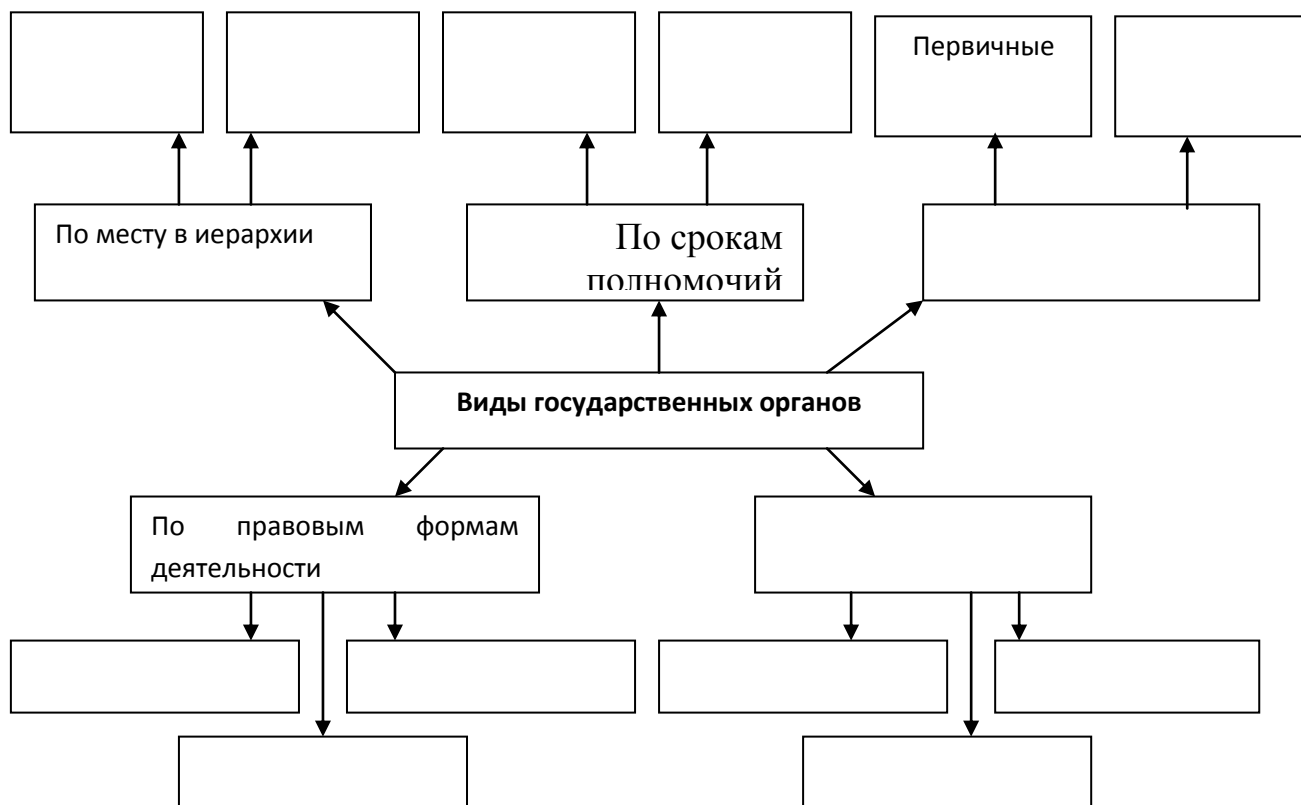 Первичные
По месту в иерархии
По срокам
полномочий
Виды государственных органов
По правовым формам
деятельности